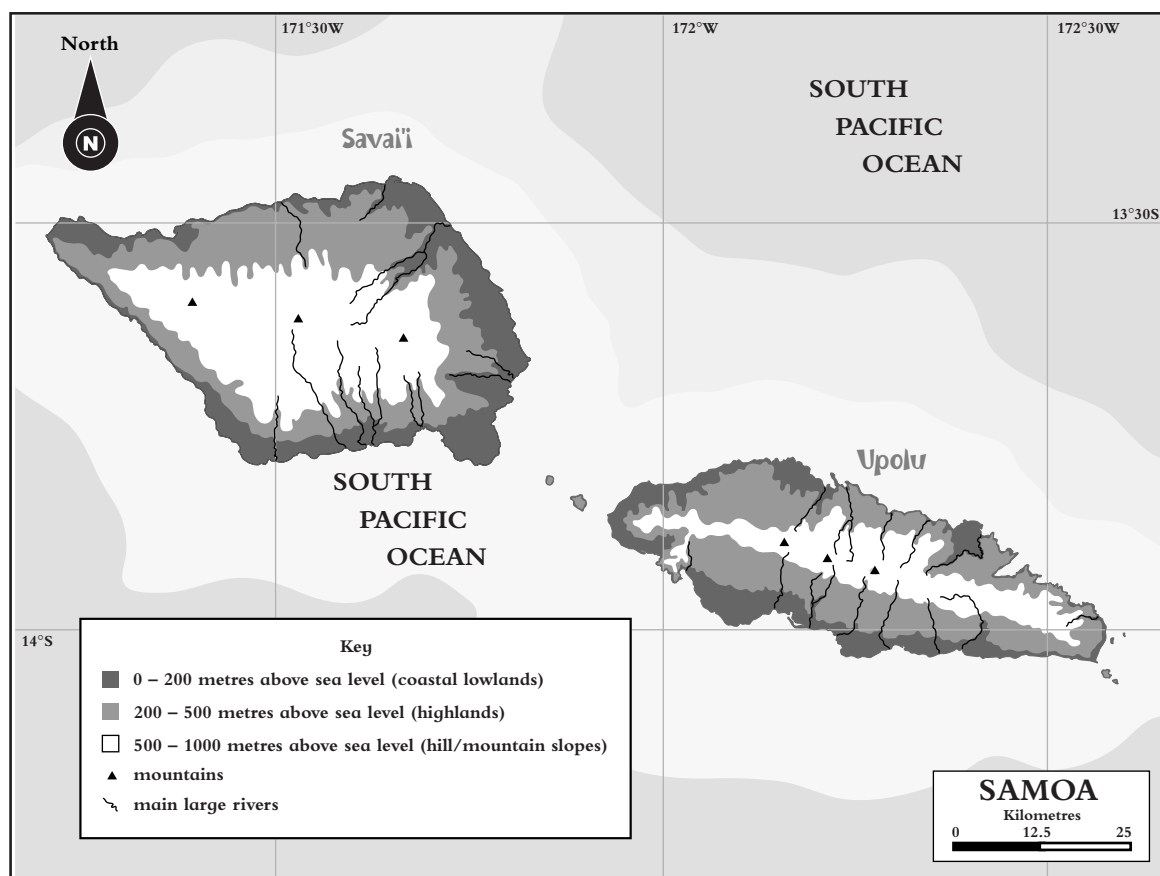 171°30W
172°W
172°30W
North
N
SOUTH
PACIFIC
OCEAN
Savai'i
13°30S
Upolu
SOUTH
PACIFIC
OCEAN
14°S
Key
0 – 200 metres above sea level (coastal lowlands)
200 – 500 metres above sea level (highlands)
500 – 1000 metres above sea level (hill/mountain slopes)
mountains
main large rivers
SAMOA
Kilometres
0 12.5 25